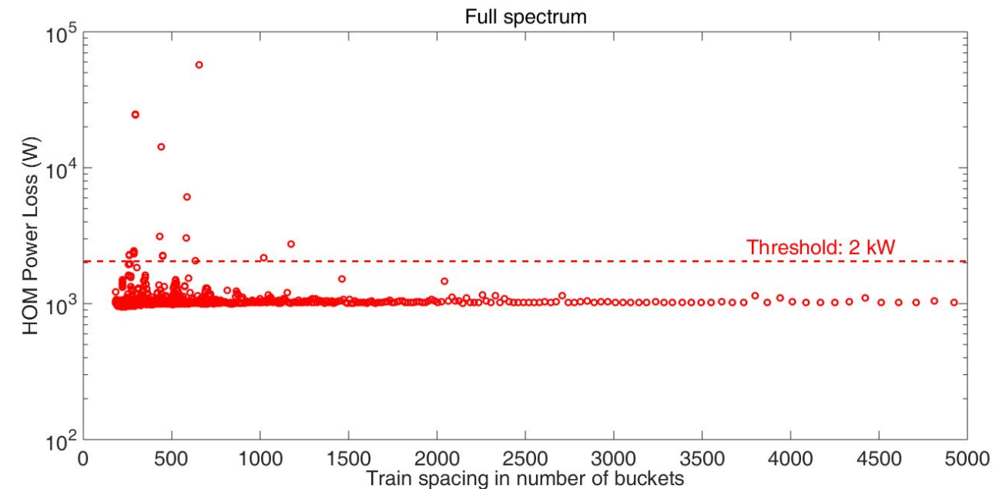 Full spectrum
HOM Power Loss (W)
10^5
10^4
10^3
10^2
Threshold: 2 kW
0 500 1000 1500 2000 2500 3000 3500 4000 4500 5000
Train spacing in number of buckets